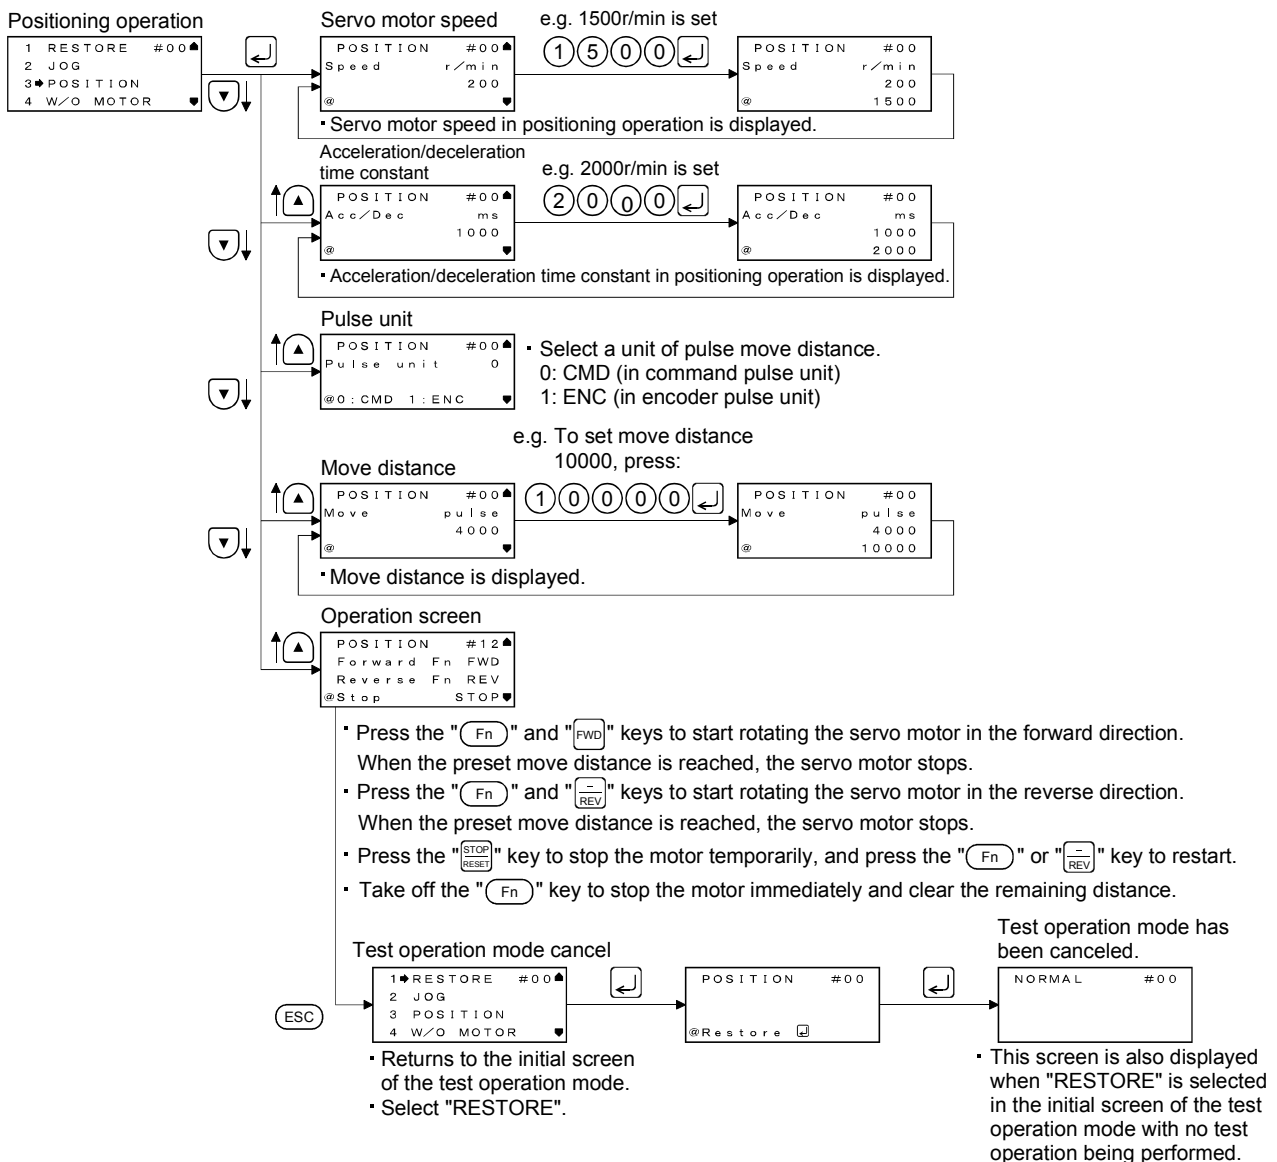 Positioning operation
1 RESTORE #00
2 JOG
3 POSITION
4 W/O MOTOR
Servo motor speed
POSITION #00
Speed r/min
200
@
e.g. 1500r/min is set
1 5 0 0
POSITION #00
Speed r/min
200
@ 1500
Servo motor speed in positioning operation is displayed.
Acceleration/deceleration
time constant
POSITION #00
Acc/Dec ms
1000
@
e.g. 2000r/min is set
2 0 0 0
POSITION #00
Acc/Dec ms
1000
@ 2000
Acceleration/deceleration time constant in positioning operation is displayed.
Pulse unit
POSITION #00
Pulse unit 0
@0:CMD 1:ENC
Select a unit of pulse move distance.
0: CMD (in command pulse unit)
1: ENC (in encoder pulse unit)
Move distance
POSITION #00
Move pulse
4000
@
e.g. To set move distance
10000, press:
1 0 0 0 0
POSITION #00
Move pulse
4000
@ 10000
Move distance is displayed.
Operation screen
POSITION #12
Forward Fn FWD
Reverse Fn REV
@Stop STOP
Press the "Fn" and "FWD" keys to start rotating the servo motor in the forward direction.
When the preset move distance is reached, the servo motor stops.
Press the "Fn" and "− REV" keys to start rotating the servo motor in the reverse direction.
When the preset move distance is reached, the servo motor stops.
Press the "STOP RESET" key to stop the motor temporarily, and press the "Fn" or "− REV" key to restart.
Take off the "Fn" key to stop the motor immediately and clear the remaining distance.
Test operation mode cancel
ESC
1 RESTORE #00
2 JOG
3 POSITION
4 W/O MOTOR
Returns to the initial screen
of the test operation mode.
Select "RESTORE".
POSITION #00
@Restore
Test operation mode has
been canceled.
NORMAL #00
This screen is also displayed
when "RESTORE" is selected
in the initial screen of the test
operation mode with no test
operation being performed.